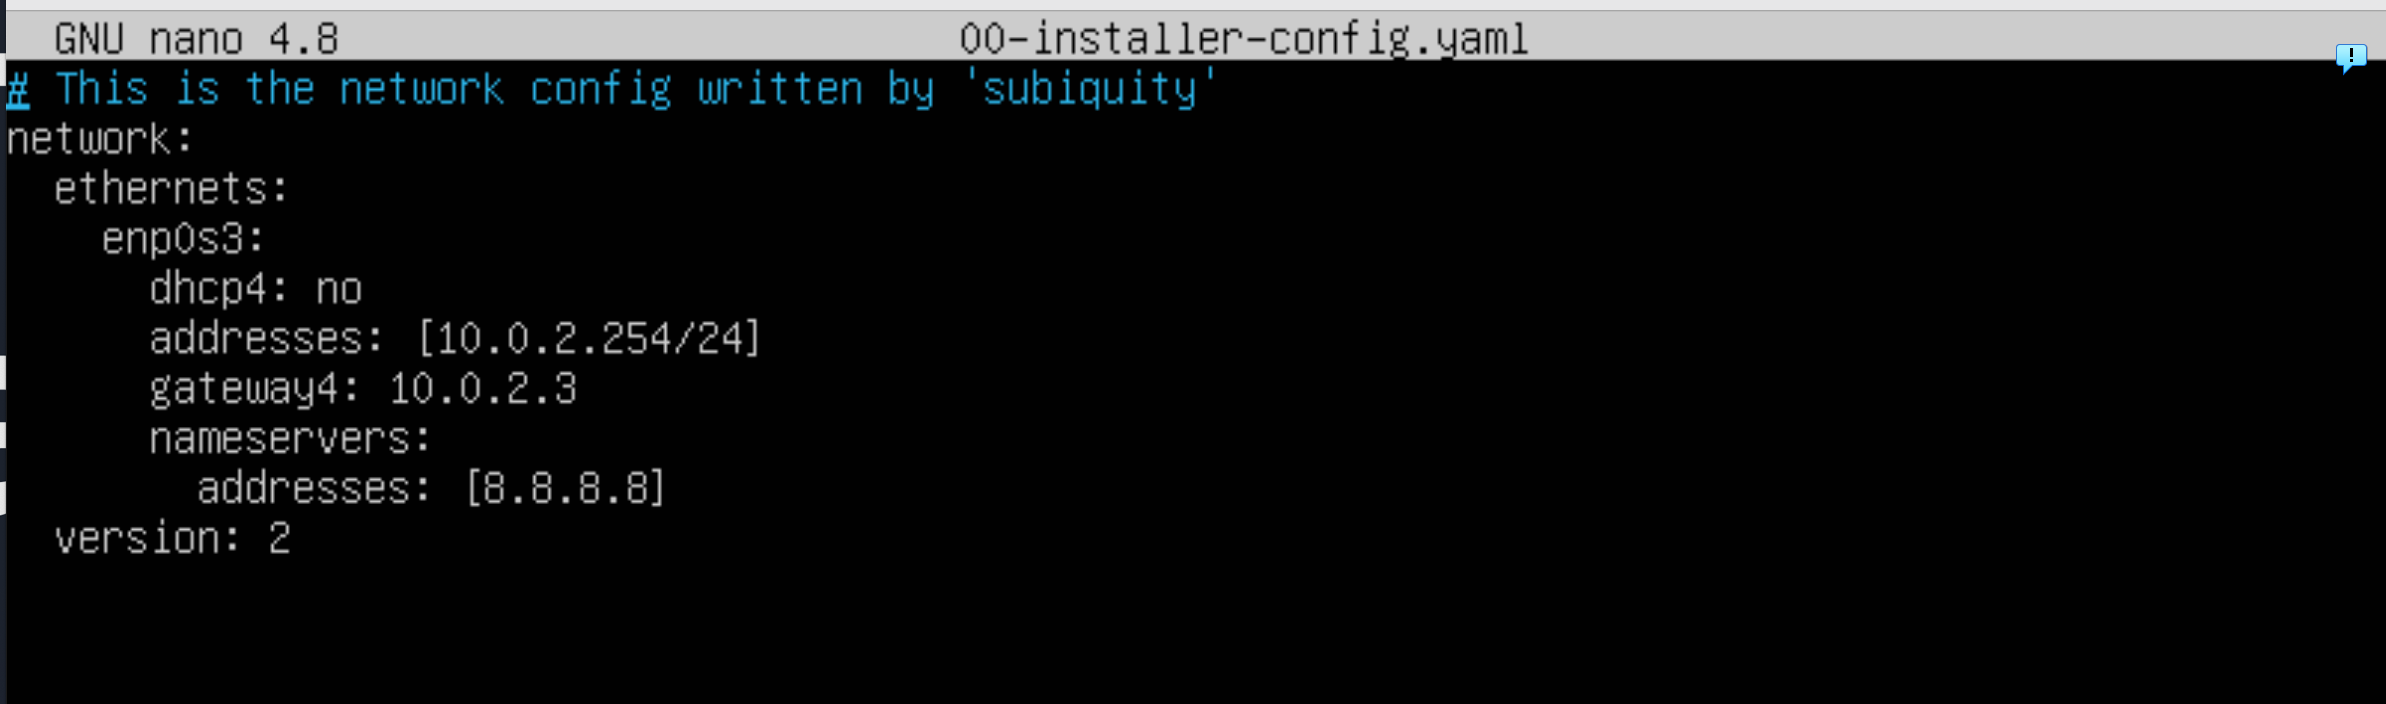 GNU nano 4.8 00-installer-config.yaml
# This is the network config written by 'subiquity'
network:
  ethernets:
    enp0s3:
      dhcp4: no
      addresses: [10.0.2.254/24]
      gateway4: 10.0.2.3
      nameservers:
        addresses: [8.8.8.8]
  version: 2